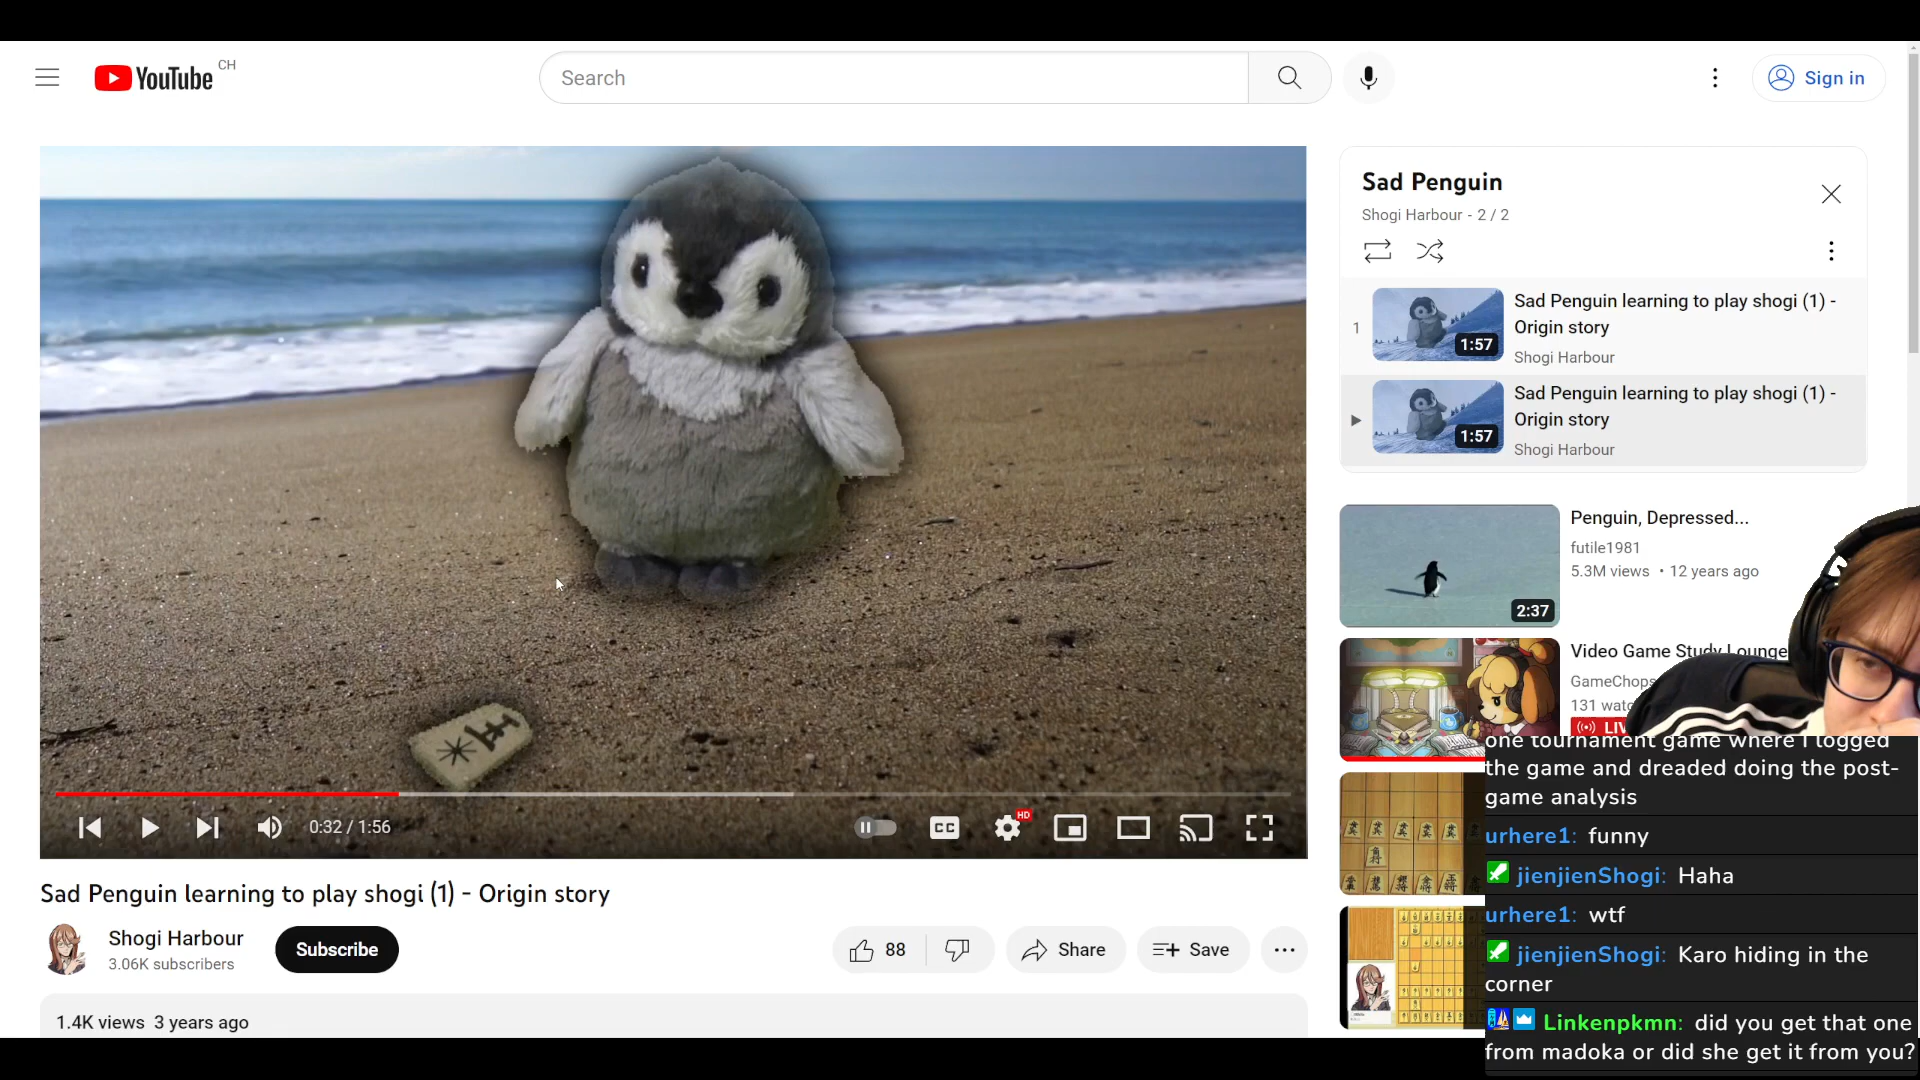 YouTube CH
Search
Sign in
Sad Penguin
Shogi Harbour - 2 / 2
1
Sad Penguin learning to play shogi (1) -
Origin story
Shogi Harbour
1:57
Sad Penguin learning to play shogi (1) -
Origin story
Shogi Harbour
1:57
Penguin, Depressed...
futile1981
5.3M views • 12 years ago
2:37
Video Game Study Lounge
GameChops
131
0:32 / 1:56
CC
HD
Sad Penguin learning to play shogi (1) - Origin story
Shogi Harbour
3.06K subscribers
Subscribe
88
Share
Save
1.4K views 3 years ago
one tournament game where I logged
the game and dreaded doing the post-
game analysis
urhere1: funny
jienjienShogi: Haha
urhere1: wtf
jienjienShogi: Karo hiding in the
corner
Linkenpkmn: did you get that one
from madoka or did she get it from you?